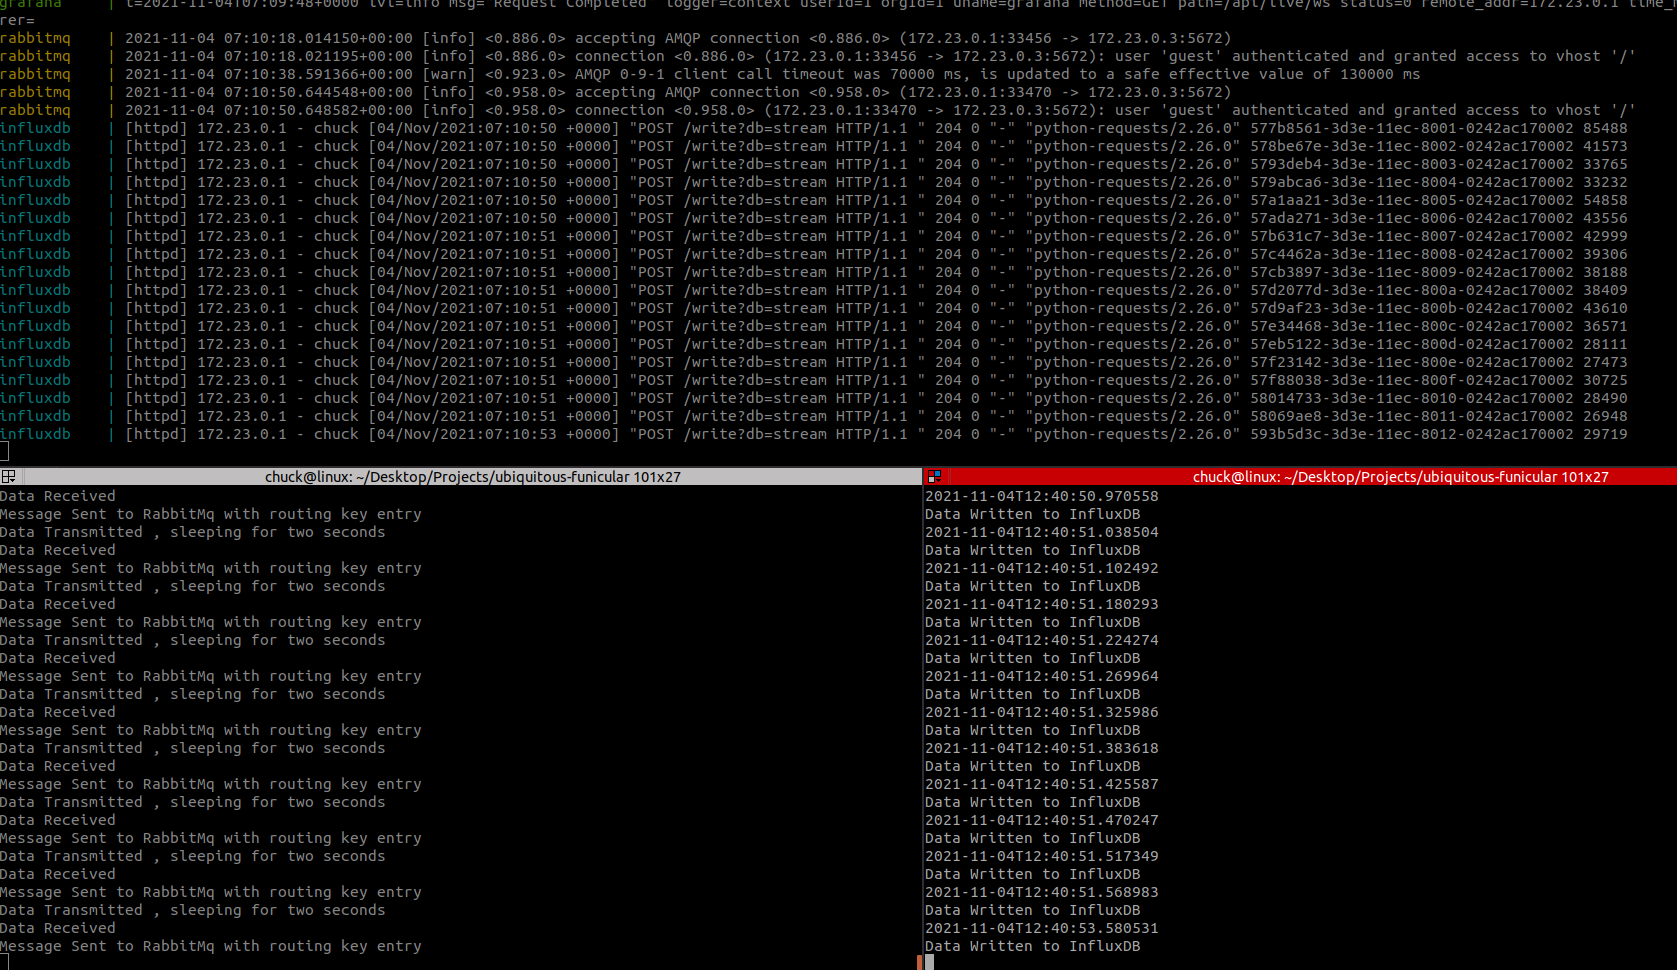 grafana | t=2021-11-04T07:09:48+0000 lvl=info msg="Request Completed" logger=context userId=1 orgId=1 uname=grafana method=GET path=/api/live/ws status=0 remote_addr=172.23.0.1
rer=
rabbitmq | 2021-11-04 07:10:18.014150+00:00 [info] <0.886.0> accepting AMQP connection <0.886.0> (172.23.0.1:33456 -> 172.23.0.3:5672)
rabbitmq | 2021-11-04 07:10:18.021195+00:00 [info] <0.886.0> connection <0.886.0> (172.23.0.1:33456 -> 172.23.0.3:5672): user 'guest' authenticated and granted access to vhost '/'
rabbitmq | 2021-11-04 07:10:38.591366+00:00 [warn] <0.923.0> AMQP 0-9-1 client call timeout was 70000 ms, is updated to a safe effective value of 130000 ms
rabbitmq | 2021-11-04 07:10:50.644548+00:00 [info] <0.958.0> accepting AMQP connection <0.958.0> (172.23.0.1:33470 -> 172.23.0.3:5672)
rabbitmq | 2021-11-04 07:10:50.648582+00:00 [info] <0.958.0> connection <0.958.0> (172.23.0.1:33470 -> 172.23.0.3:5672): user 'guest' authenticated and granted access to vhost '/'
influxdb | [httpd] 172.23.0.1 - chuck [04/Nov/2021:07:10:50 +0000] "POST /write?db=stream HTTP/1.1 " 204 0 "-" "python-requests/2.26.0" 577b8561-3d3e-11ec-8001-0242ac170002 85488
influxdb | [httpd] 172.23.0.1 - chuck [04/Nov/2021:07:10:50 +0000] "POST /write?db=stream HTTP/1.1 " 204 0 "-" "python-requests/2.26.0" 578be67e-3d3e-11ec-8002-0242ac170002 41573
influxdb | [httpd] 172.23.0.1 - chuck [04/Nov/2021:07:10:50 +0000] "POST /write?db=stream HTTP/1.1 " 204 0 "-" "python-requests/2.26.0" 5793deb4-3d3e-11ec-8003-0242ac170002 33765
influxdb | [httpd] 172.23.0.1 - chuck [04/Nov/2021:07:10:50 +0000] "POST /write?db=stream HTTP/1.1 " 204 0 "-" "python-requests/2.26.0" 579abca6-3d3e-11ec-8004-0242ac170002 33232
influxdb | [httpd] 172.23.0.1 - chuck [04/Nov/2021:07:10:50 +0000] "POST /write?db=stream HTTP/1.1 " 204 0 "-" "python-requests/2.26.0" 57a1aa21-3d3e-11ec-8005-0242ac170002 54858
influxdb | [httpd] 172.23.0.1 - chuck [04/Nov/2021:07:10:50 +0000] "POST /write?db=stream HTTP/1.1 " 204 0 "-" "python-requests/2.26.0" 57ada271-3d3e-11ec-8006-0242ac170002 43556
influxdb | [httpd] 172.23.0.1 - chuck [04/Nov/2021:07:10:51 +0000] "POST /write?db=stream HTTP/1.1 " 204 0 "-" "python-requests/2.26.0" 57b631c7-3d3e-11ec-8007-0242ac170002 42999
influxdb | [httpd] 172.23.0.1 - chuck [04/Nov/2021:07:10:51 +0000] "POST /write?db=stream HTTP/1.1 " 204 0 "-" "python-requests/2.26.0" 57c4462a-3d3e-11ec-8008-0242ac170002 39306
influxdb | [httpd] 172.23.0.1 - chuck [04/Nov/2021:07:10:51 +0000] "POST /write?db=stream HTTP/1.1 " 204 0 "-" "python-requests/2.26.0" 57cb3897-3d3e-11ec-8009-0242ac170002 38188
influxdb | [httpd] 172.23.0.1 - chuck [04/Nov/2021:07:10:51 +0000] "POST /write?db=stream HTTP/1.1 " 204 0 "-" "python-requests/2.26.0" 57d2077d-3d3e-11ec-800a-0242ac170002 38409
influxdb | [httpd] 172.23.0.1 - chuck [04/Nov/2021:07:10:51 +0000] "POST /write?db=stream HTTP/1.1 " 204 0 "-" "python-requests/2.26.0" 57d9af23-3d3e-11ec-800b-0242ac170002 43610
influxdb | [httpd] 172.23.0.1 - chuck [04/Nov/2021:07:10:51 +0000] "POST /write?db=stream HTTP/1.1 " 204 0 "-" "python-requests/2.26.0" 57e34468-3d3e-11ec-800c-0242ac170002 36571
influxdb | [httpd] 172.23.0.1 - chuck [04/Nov/2021:07:10:51 +0000] "POST /write?db=stream HTTP/1.1 " 204 0 "-" "python-requests/2.26.0" 57eb5122-3d3e-11ec-800d-0242ac170002 28111
influxdb | [httpd] 172.23.0.1 - chuck [04/Nov/2021:07:10:51 +0000] "POST /write?db=stream HTTP/1.1 " 204 0 "-" "python-requests/2.26.0" 57f23142-3d3e-11ec-800e-0242ac170002 27473
influxdb | [httpd] 172.23.0.1 - chuck [04/Nov/2021:07:10:51 +0000] "POST /write?db=stream HTTP/1.1 " 204 0 "-" "python-requests/2.26.0" 57f88038-3d3e-11ec-800f-0242ac170002 30725
influxdb | [httpd] 172.23.0.1 - chuck [04/Nov/2021:07:10:51 +0000] "POST /write?db=stream HTTP/1.1 " 204 0 "-" "python-requests/2.26.0" 58014733-3d3e-11ec-8010-0242ac170002 28490
influxdb | [httpd] 172.23.0.1 - chuck [04/Nov/2021:07:10:51 +0000] "POST /write?db=stream HTTP/1.1 " 204 0 "-" "python-requests/2.26.0" 58069ae8-3d3e-11ec-8011-0242ac170002 26948
influxdb | [httpd] 172.23.0.1 - chuck [04/Nov/2021:07:10:53 +0000] "POST /write?db=stream HTTP/1.1 " 204 0 "-" "python-requests/2.26.0" 593b5d3c-3d3e-11ec-8012-0242ac170002 29719
chuck@linux: ~/Desktop/Projects/ubiquitous-funicular 101x27
Data Received
Message Sent to RabbitMq with routing key entry
Data Transmitted , sleeping for two seconds
Data Received
Message Sent to RabbitMq with routing key entry
Data Transmitted , sleeping for two seconds
Data Received
Message Sent to RabbitMq with routing key entry
Data Transmitted , sleeping for two seconds
Data Received
Message Sent to RabbitMq with routing key entry
Data Transmitted , sleeping for two seconds
Data Received
Message Sent to RabbitMq with routing key entry
Data Transmitted , sleeping for two seconds
Data Received
Message Sent to RabbitMq with routing key entry
Data Transmitted , sleeping for two seconds
Data Received
Message Sent to RabbitMq with routing key entry
Data Transmitted , sleeping for two seconds
Data Received
Message Sent to RabbitMq with routing key entry
Data Transmitted , sleeping for two seconds
Data Received
Message Sent to RabbitMq with routing key entry
chuck@linux: ~/Desktop/Projects/ubiquitous-funicular 101x27
2021-11-04T12:40:50.970558
Data Written to InfluxDB
2021-11-04T12:40:51.038504
Data Written to InfluxDB
2021-11-04T12:40:51.102492
Data Written to InfluxDB
2021-11-04T12:40:51.180293
Data Written to InfluxDB
2021-11-04T12:40:51.224274
Data Written to InfluxDB
2021-11-04T12:40:51.269964
Data Written to InfluxDB
2021-11-04T12:40:51.325986
Data Written to InfluxDB
2021-11-04T12:40:51.383618
Data Written to InfluxDB
2021-11-04T12:40:51.425587
Data Written to InfluxDB
2021-11-04T12:40:51.470247
Data Written to InfluxDB
2021-11-04T12:40:51.517349
Data Written to InfluxDB
2021-11-04T12:40:51.568983
Data Written to InfluxDB
2021-11-04T12:40:53.580531
Data Written to InfluxDB